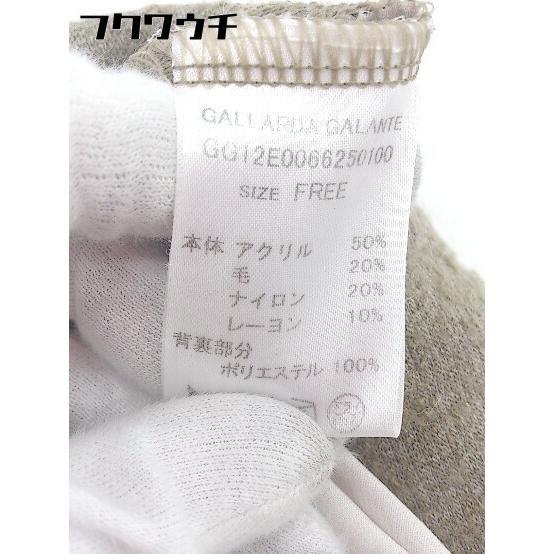 フクワウチ
GALLARDA GALANTE
GG12E0066250100
SIZE FREE
本体 アクリル 50%
毛 20%
ナイロン 20%
レーヨン 10%
背裏部分
ポリエステル 100%